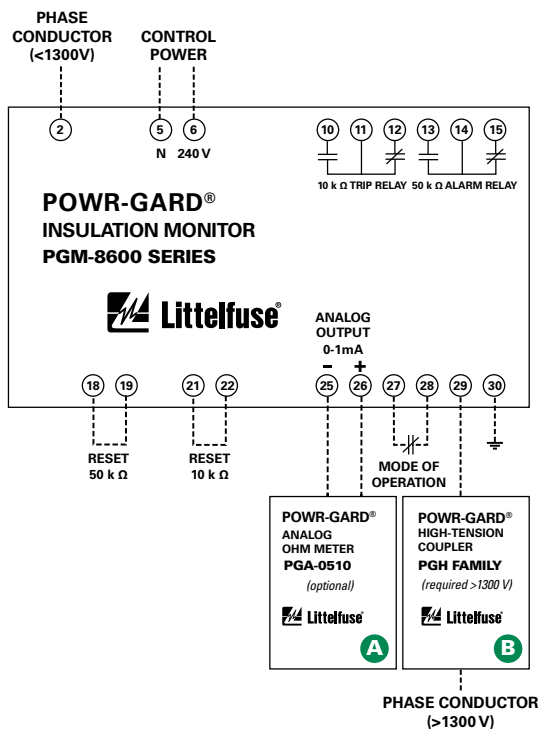 PHASE
CONDUCTOR
(<1300V)
CONTROL
POWER
2
5
6
10
11
12
13
14
15
N
240 V
10 k Ω TRIP RELAY
50 k Ω ALARM RELAY
POWR-GARD®
INSULATION MONITOR
PGM-8600 SERIES
Littelfuse®
ANALOG
OUTPUT
0-1mA
– +
18
19
21
22
25
26
27
28
29
30
RESET
50 k Ω
RESET
10 k Ω
MODE OF
OPERATION
POWR-GARD®
ANALOG
OHM METER
PGA-0510
(optional)
Littelfuse®
A
POWR-GARD®
HIGH-TENSION
COUPLER
PGH FAMILY
(required >1300 V)
Littelfuse®
B
PHASE CONDUCTOR
(>1300 V)